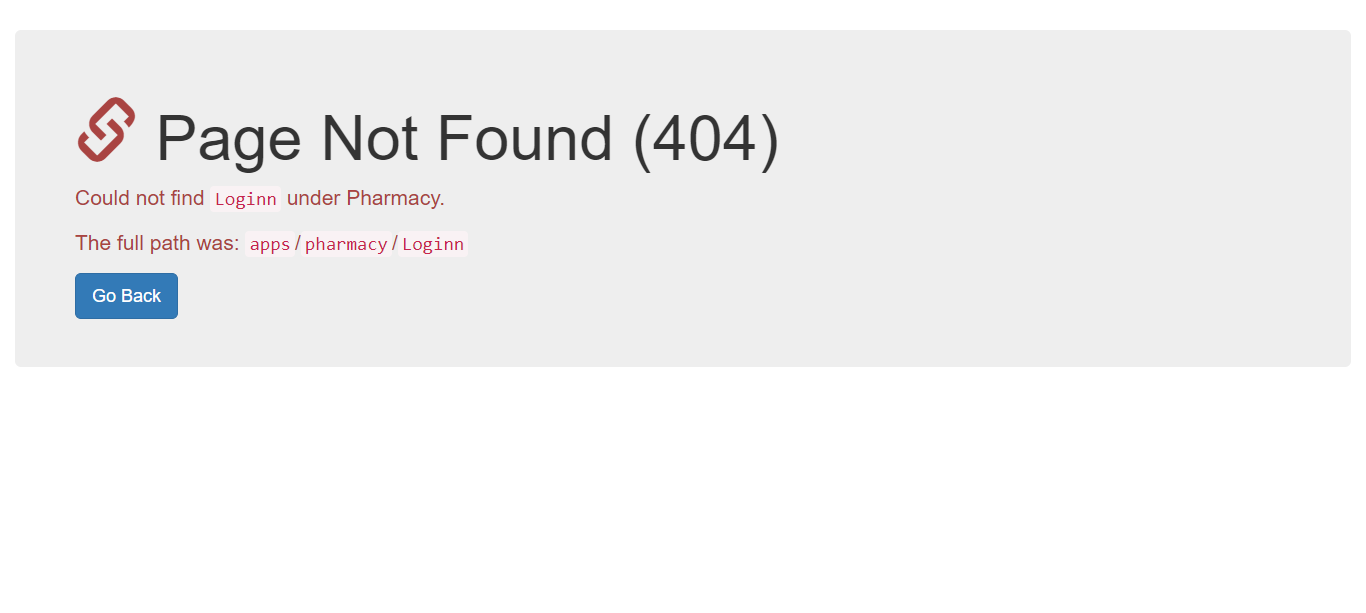 Page Not Found (404)
Could not find Loginn under Pharmacy.
The full path was: apps/pharmacy/Loginn
Go Back